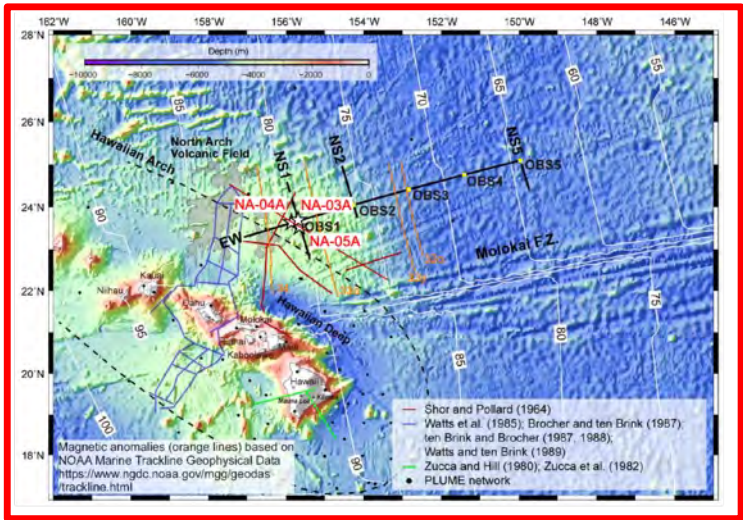 162°W 160°W 158°W 156°W 154°W 152°W 150°W 148°W 146°W
28°N
Depth (m)
−10000 −8000 −6000 −4000 −2000 0
85 80 75 70 65 60 55
26°N
Hawaiian Arch
North Arch
Volcanic Field
NS1
NS2
NS5
OBS5
OBS4
OBS3
24°N
NA-04A NA-03A
OBS2
90
EW
OBS1
NA-05A
Molokai F.Z.
22°N
Niihau
Kauai
Oahu
Molokai
Hawaiian Deep
75
80
85
95
20°N
Hawaii
100
18°N
Shor and Pollard (1964)
Watts et al. (1985); Brocher and ten Brink (1987);
ten Brink and Brocher (1987, 1988);
Watts and ten Brink (1989)
Zucca and Hill (1980); Zucca et al. (1982)
PLUME network
Magnetic anomalies (orange lines) based on
NOAA Marine Trackline Geophysical Data
https://www.ngdc.noaa.gov/mgg/geodas
/trackline.html